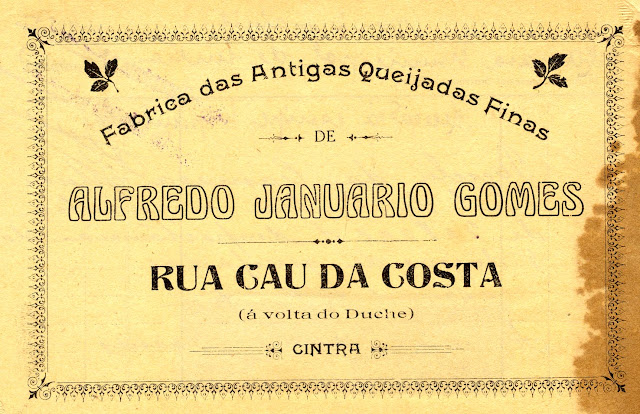 Fabrica das Antigas Queijadas Finas
DE
ALFREDO JANUARIO GOMES
RUA CAU DA COSTA
(á volta do Duche)
CINTRA